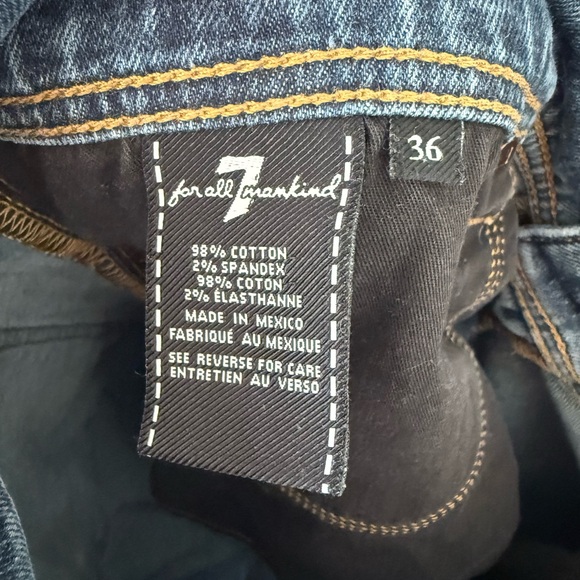 for all 7 mankind
36
98% COTTON
2% SPANDEX
98% COTON
2% ÉLASTHANNE
MADE IN MEXICO
FABRIQUÉ AU MEXIQUE
SEE REVERSE FOR CARE
ENTRETIEN AU VERSO